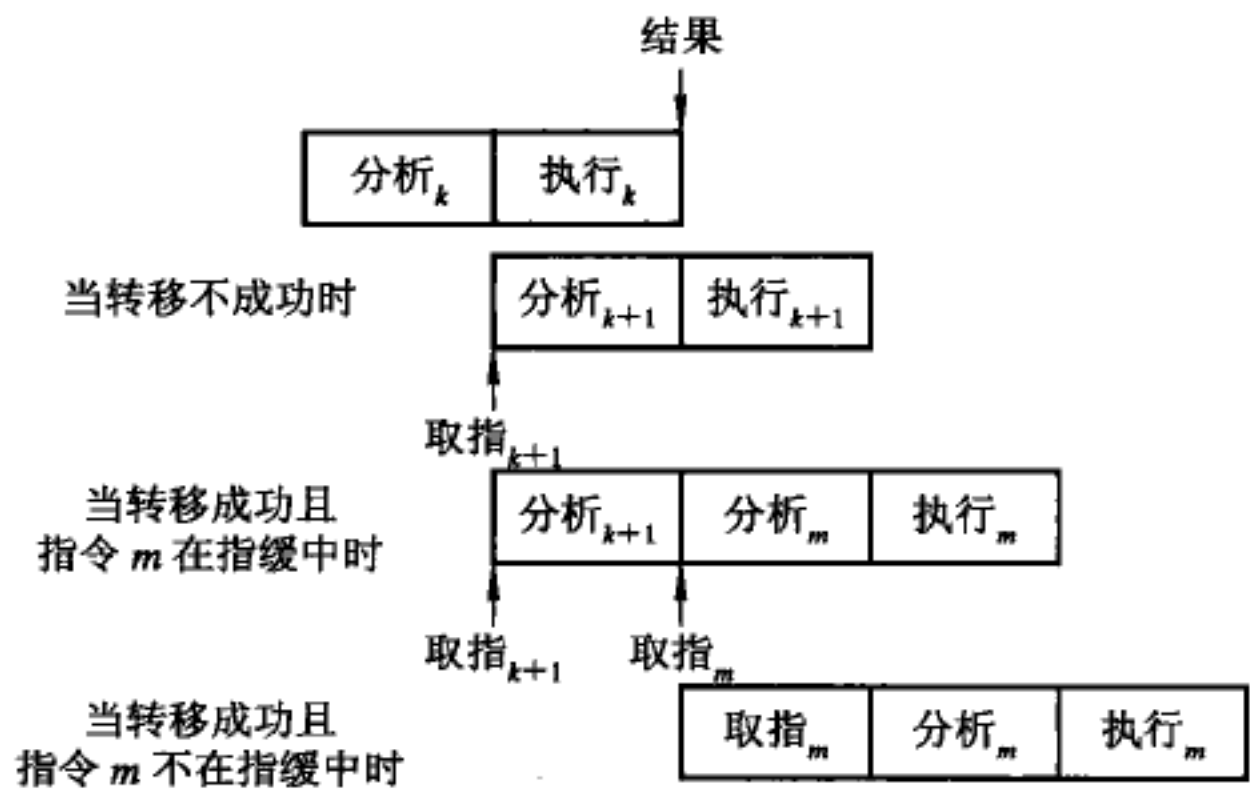 结果
分析k 执行k
当转移不成功时 分析k+1 执行k+1
取指k+1
当转移成功且
指令 m 在指缓中时
分析k+1 分析m 执行m
取指k+1 取指m
当转移成功且
指令 m 不在指缓中时
取指m 分析m 执行m